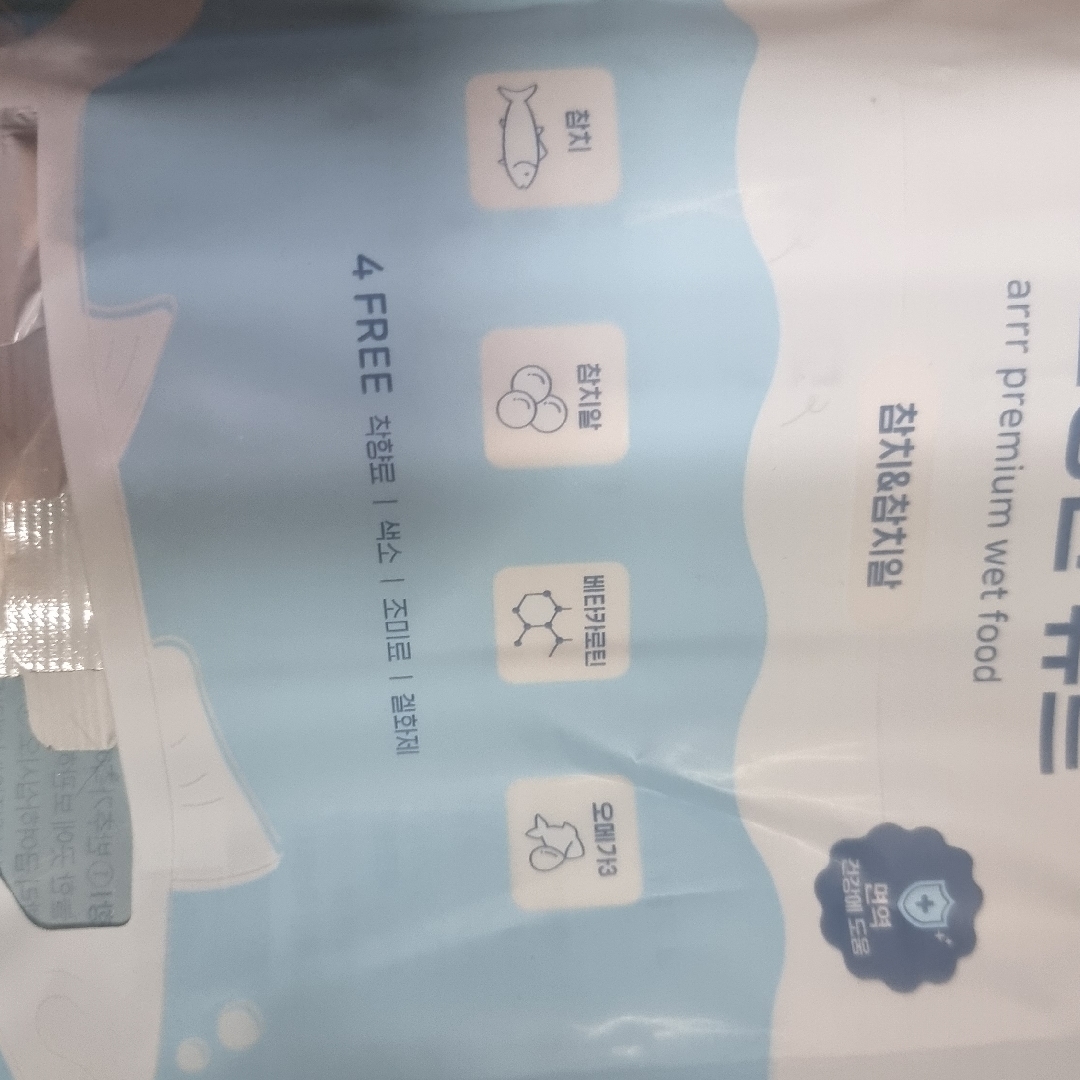 arrr premium wet food
참치&참치알
면역
건강에 도움
참치
참치알
베타카로틴
오메가3
4 FREE 착향료 | 색소 | 조미료 | 겔화제